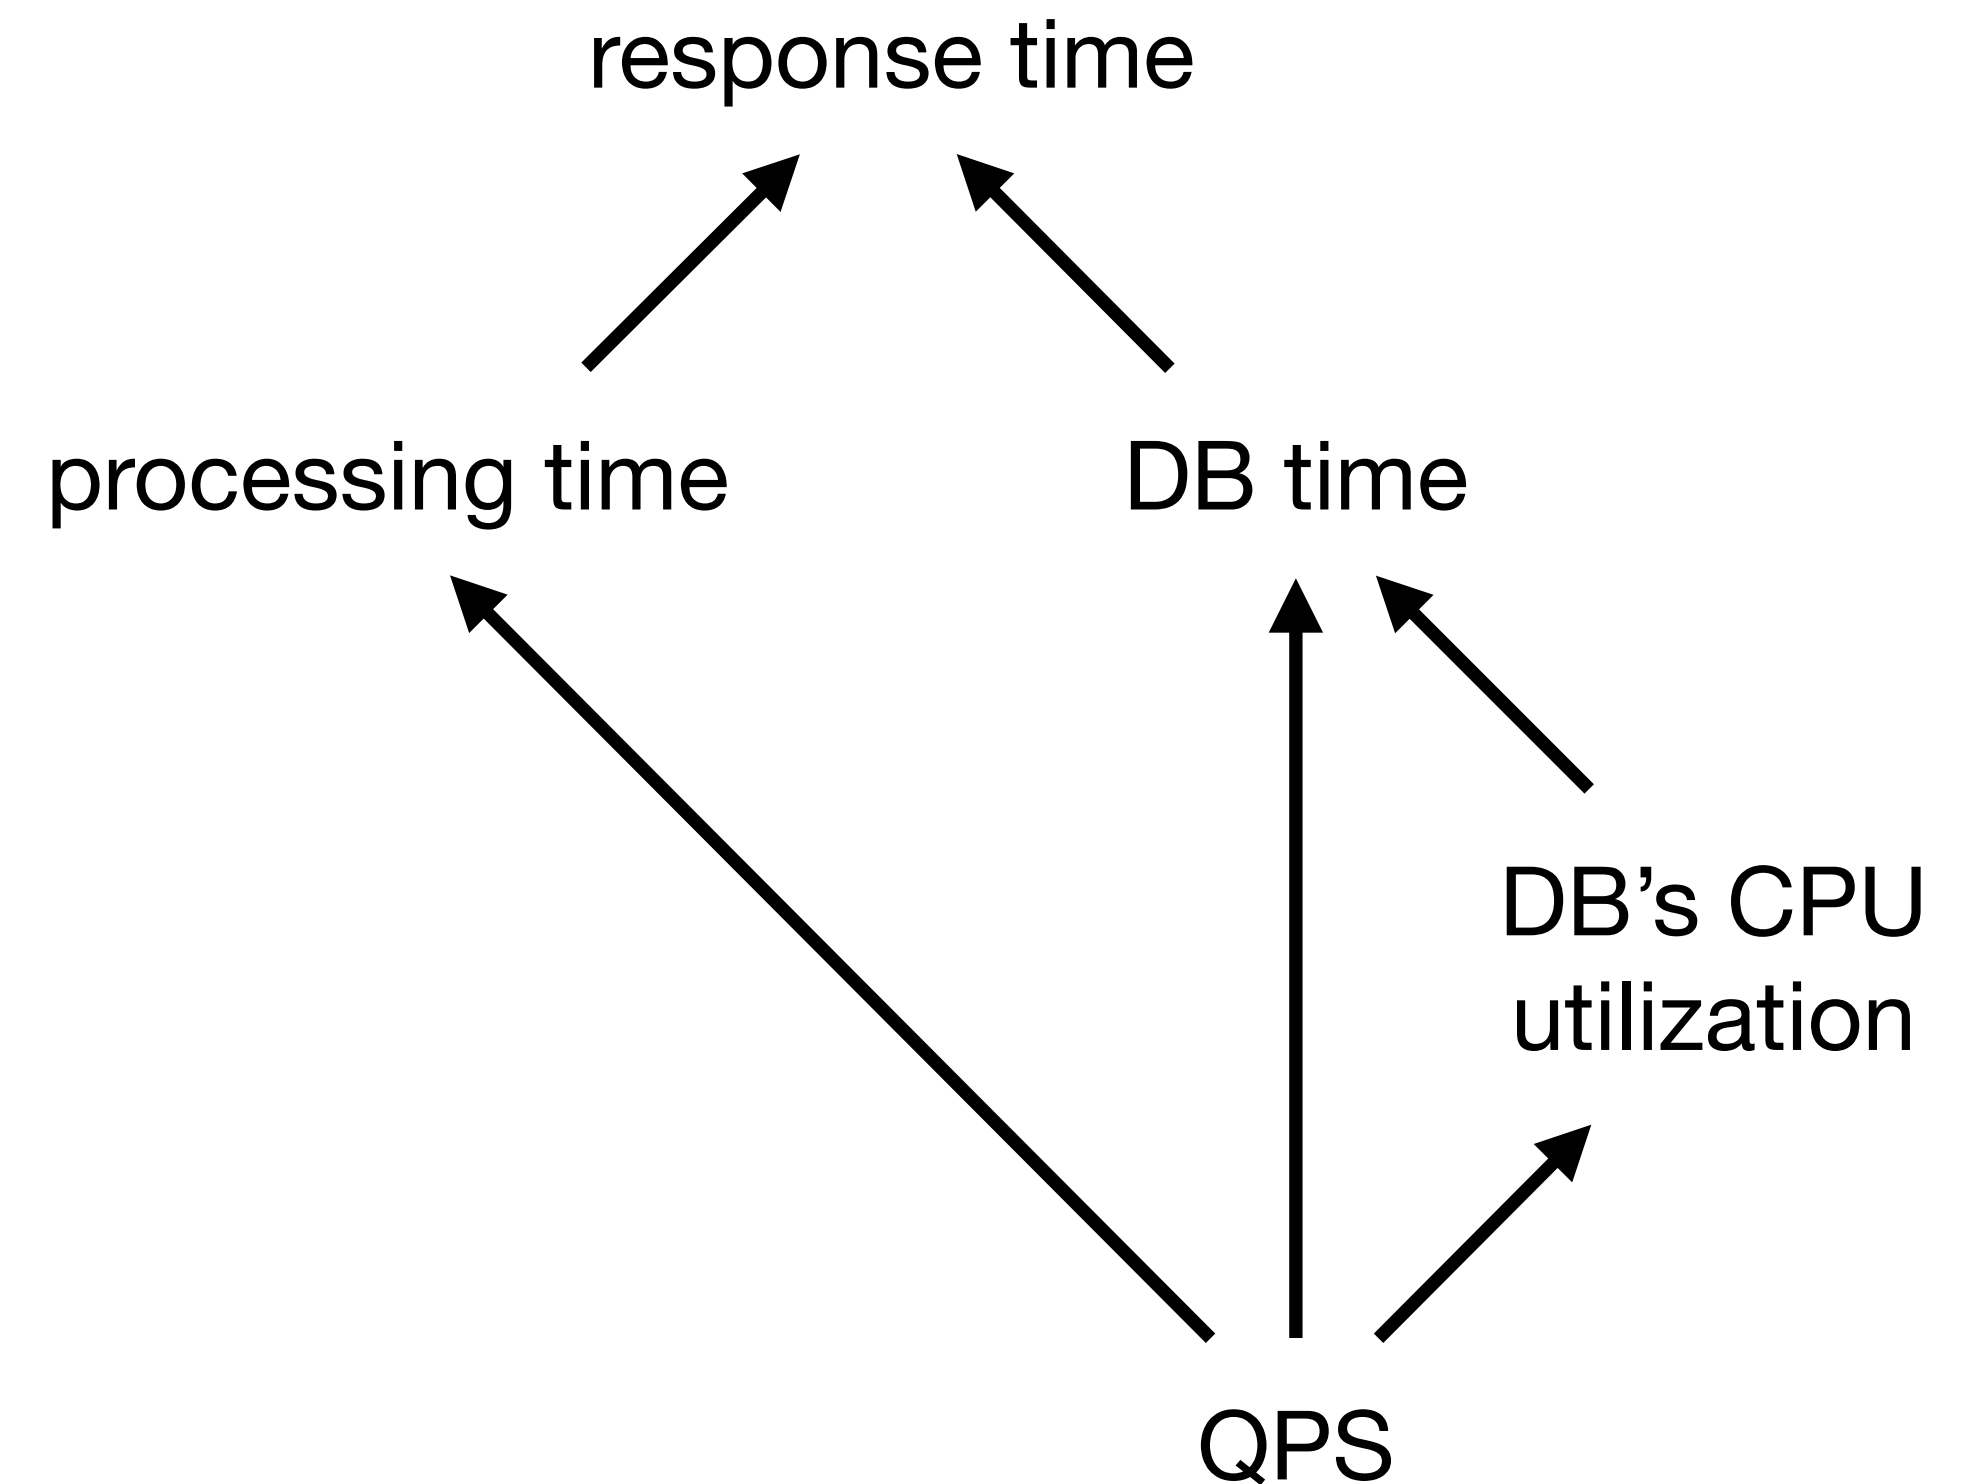 response time
processing time
DB time
DB’s CPU
utilization
QPS